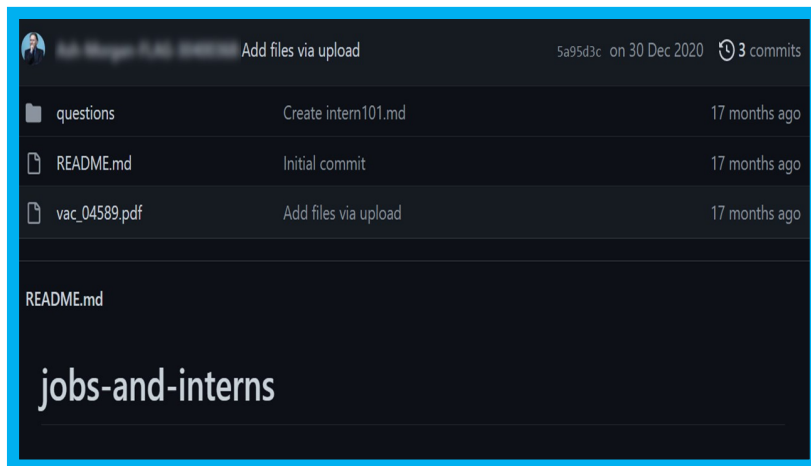 Add files via upload 5a95d3c on 30 Dec 2020 3 commits
questions Create intern101.md 17 months ago
README.md Initial commit 17 months ago
vac_04589.pdf Add files via upload 17 months ago
README.md
jobs-and-interns